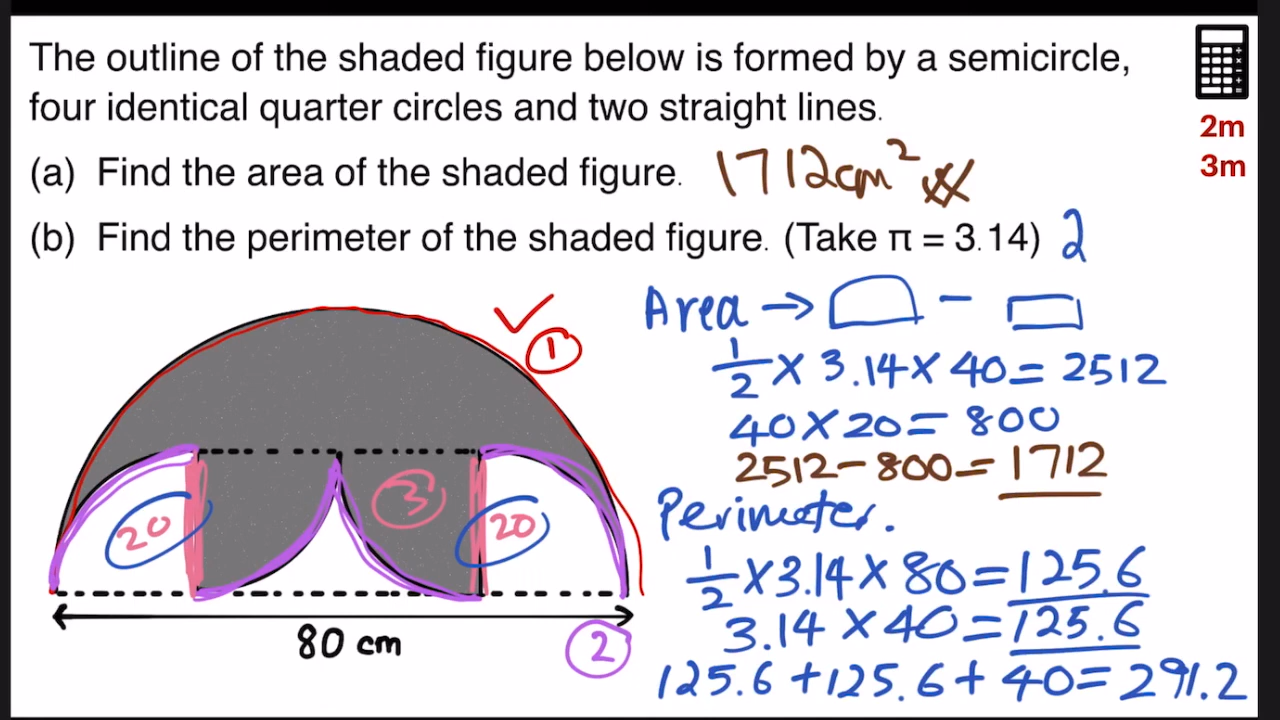 The outline of the shaded figure below is formed by a semicircle,
four identical quarter circles and two straight lines.
2m
3m
(a) Find the area of the shaded figure. 1712cm²
(b) Find the perimeter of the shaded figure. (Take π = 3.14) 2
Area → ▭ − ▭
1/2 × 3.14 × 40 = 2512
40 × 20 = 800
2512 − 800 = 1712
Perimeter.
1/2 × 3.14 × 80 = 125.6
3.14 × 40 = 125.6
125.6 + 125.6 + 40 = 291.2
✓
1
3
20
20
80 cm
2